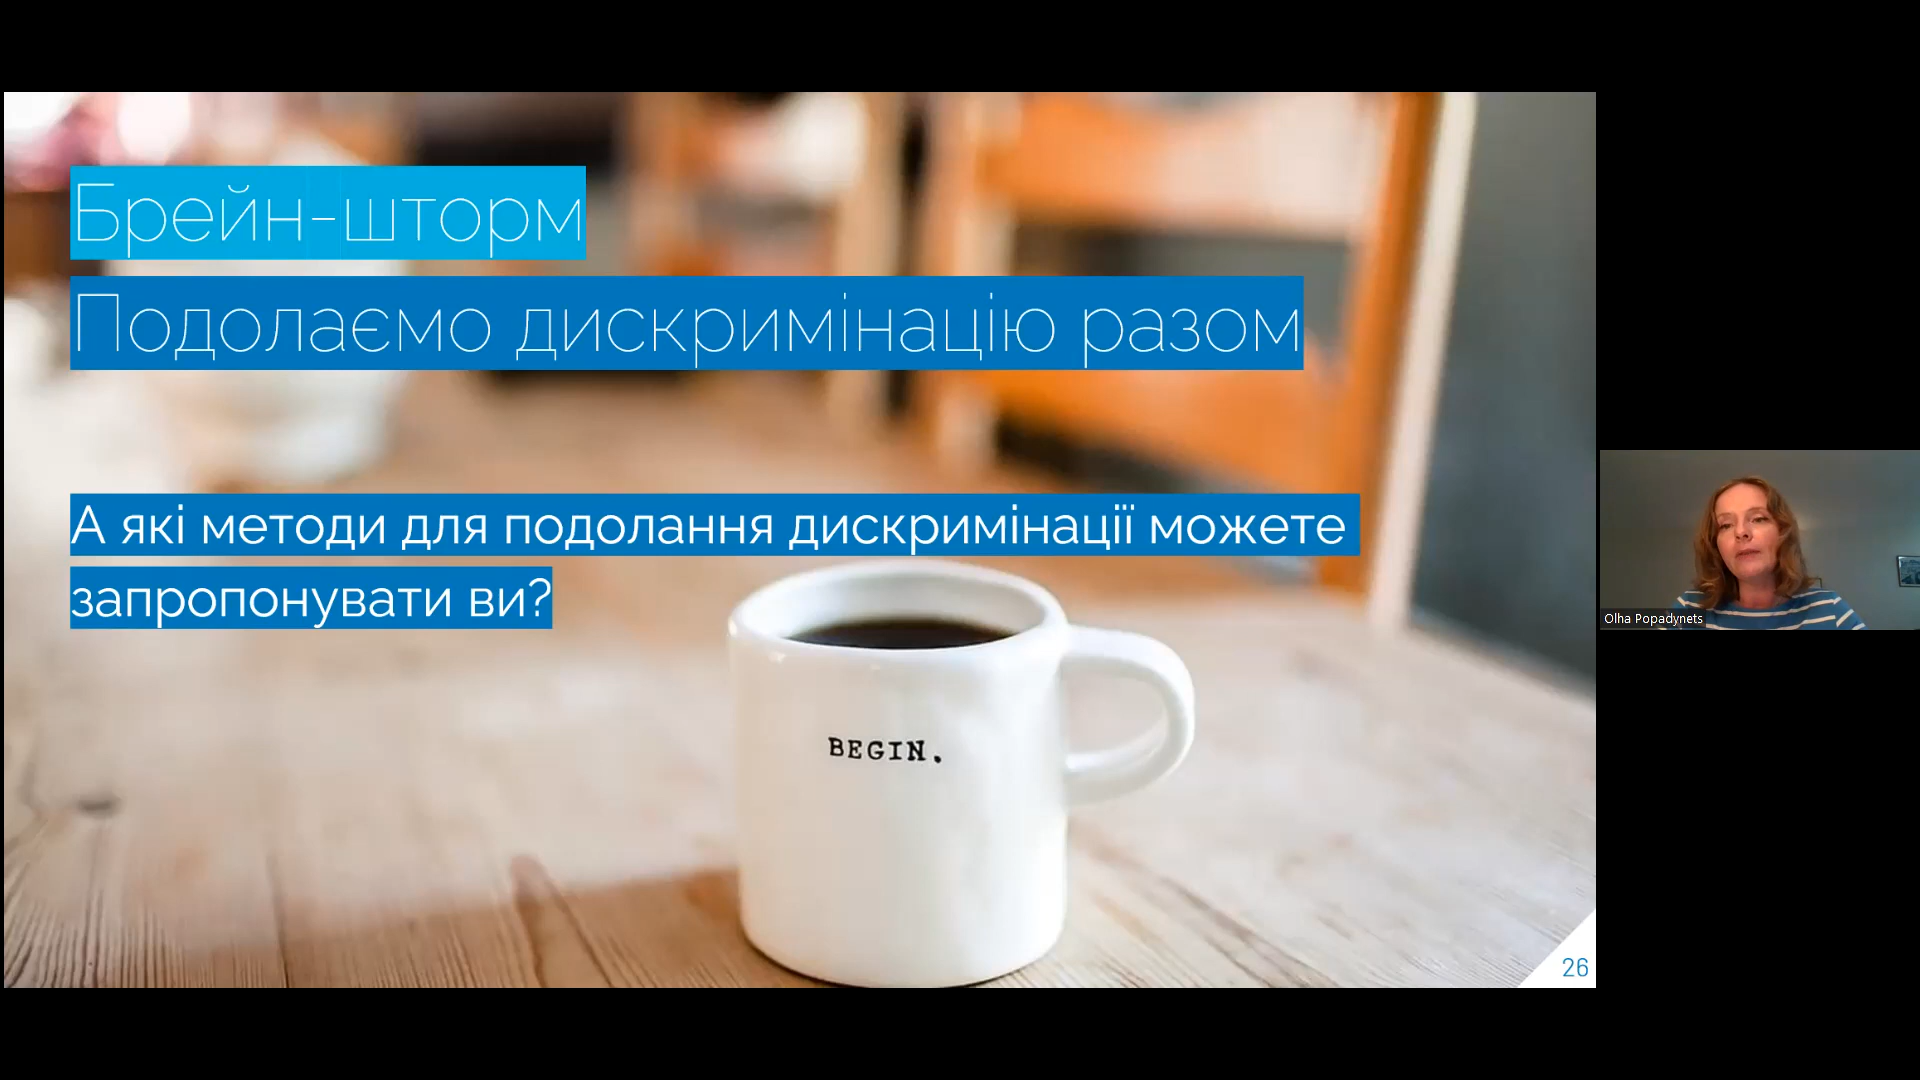 Брейн-шторм
Подолаємо дискримінацію разом
А які методи для подолання дискримінації можете
запропонувати ви?
BEGIN.
26
Olha Popadynets